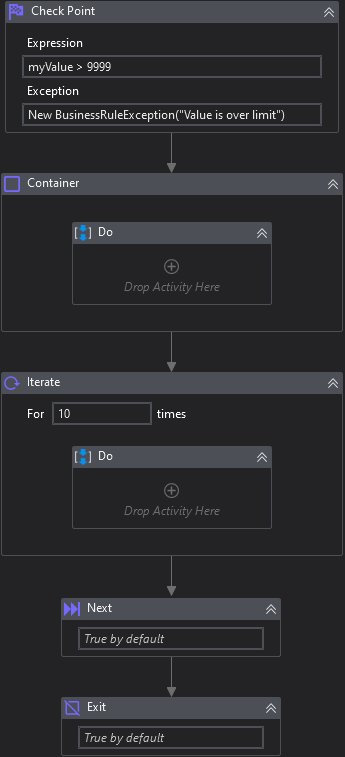 Check Point
Expression
myValue > 9999
Exception
New BusinessRuleException("Value is over limit")
Container
Do
Drop Activity Here
Iterate
For 10 times
Do
Drop Activity Here
Next
True by default
Exit
True by default